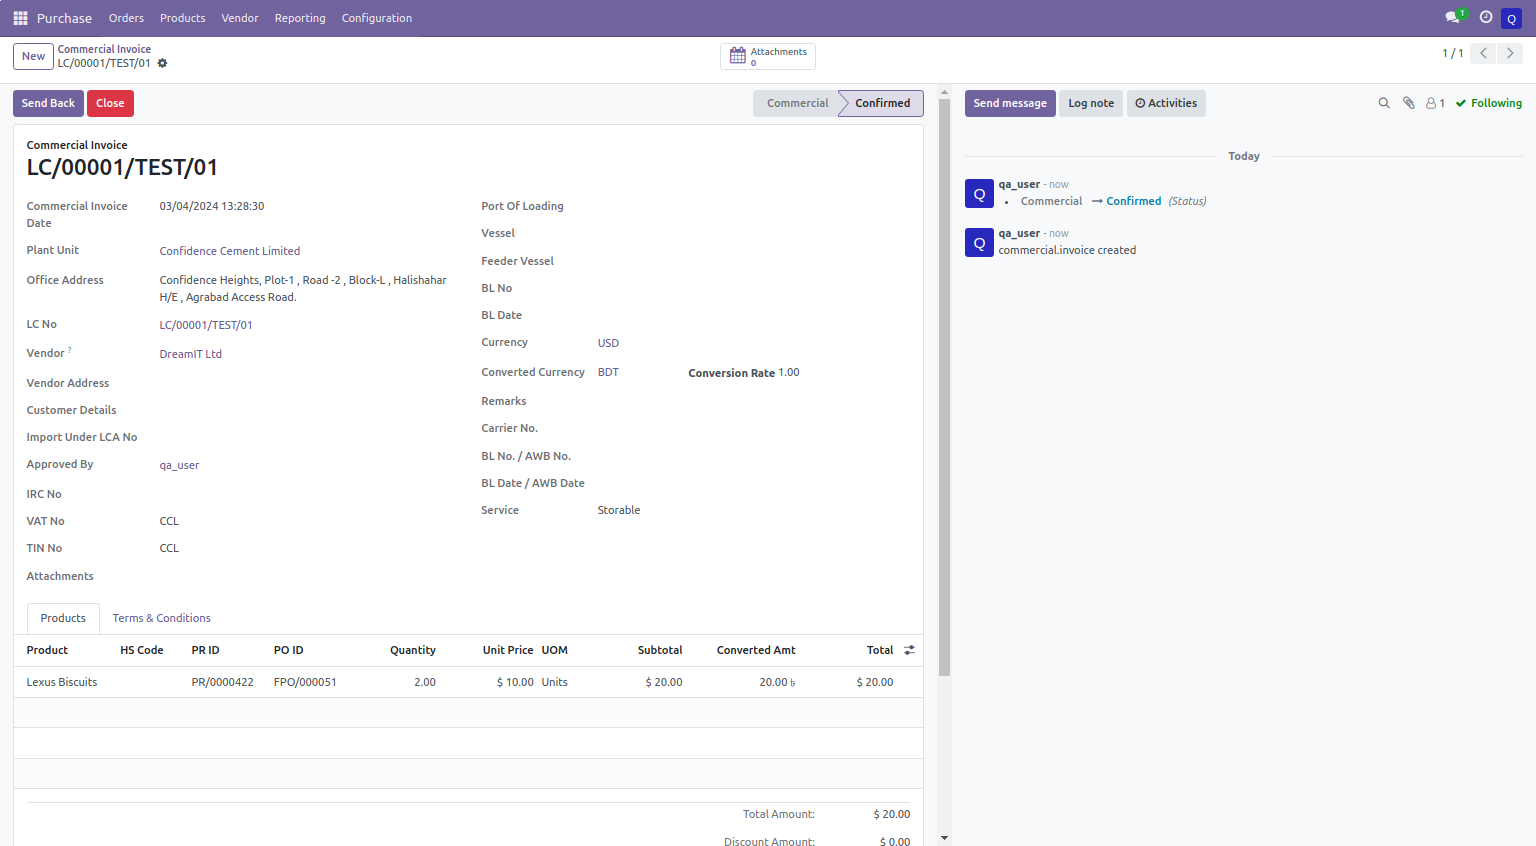 Purchase Orders Products Vendor Reporting Configuration 1 Q
New Commercial Invoice
LC/00001/TEST/01
Attachments
0
1 / 1
Send Back Close Commercial Confirmed
Send message Log note Activities 1 Following
Commercial Invoice
LC/00001/TEST/01
Commercial Invoice Date 03/04/2024 13:28:30
Plant Unit Confidence Cement Limited
Office Address Confidence Heights, Plot-1 , Road -2 , Block-L , Halishahar
H/E , Agrabad Access Road.
LC No LC/00001/TEST/01
Vendor ? DreamIT Ltd
Vendor Address
Customer Details
Import Under LCA No
Approved By qa_user
IRC No
VAT No CCL
TIN No CCL
Attachments
Port Of Loading
Vessel
Feeder Vessel
BL No
BL Date
Currency USD
Converted Currency BDT Conversion Rate 1.00
Remarks
Carrier No.
BL No. / AWB No.
BL Date / AWB Date
Service Storable
Products Terms & Conditions
Product HS Code PR ID PO ID Quantity Unit Price UOM Subtotal Converted Amt Total
Lexus Biscuits PR/0000422 FPO/000051 2.00 $ 10.00 Units $ 20.00 20.00 ৳ $ 20.00
Total Amount: $ 20.00
Discount Amount: $ 0.00
Today
Q qa_user - now
• Commercial → Confirmed (Status)
Q qa_user - now
commercial.invoice created